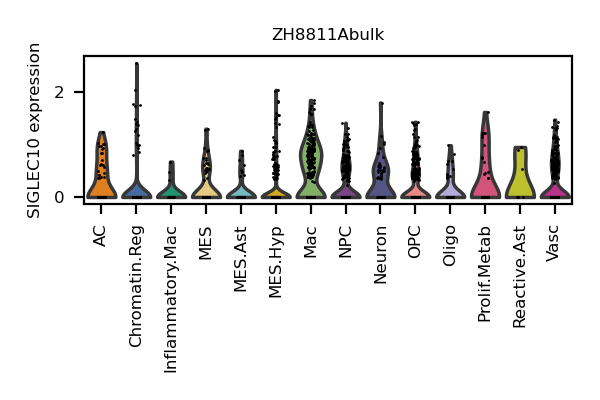 ZH8811Abulk
SIGLEC10 expression
2
0
AC
Chromatin.Reg
Inflammatory.Mac
MES
MES.Ast
MES.Hyp
Mac
NPC
Neuron
OPC
Oligo
Prolif.Metab
Reactive.Ast
Vasc